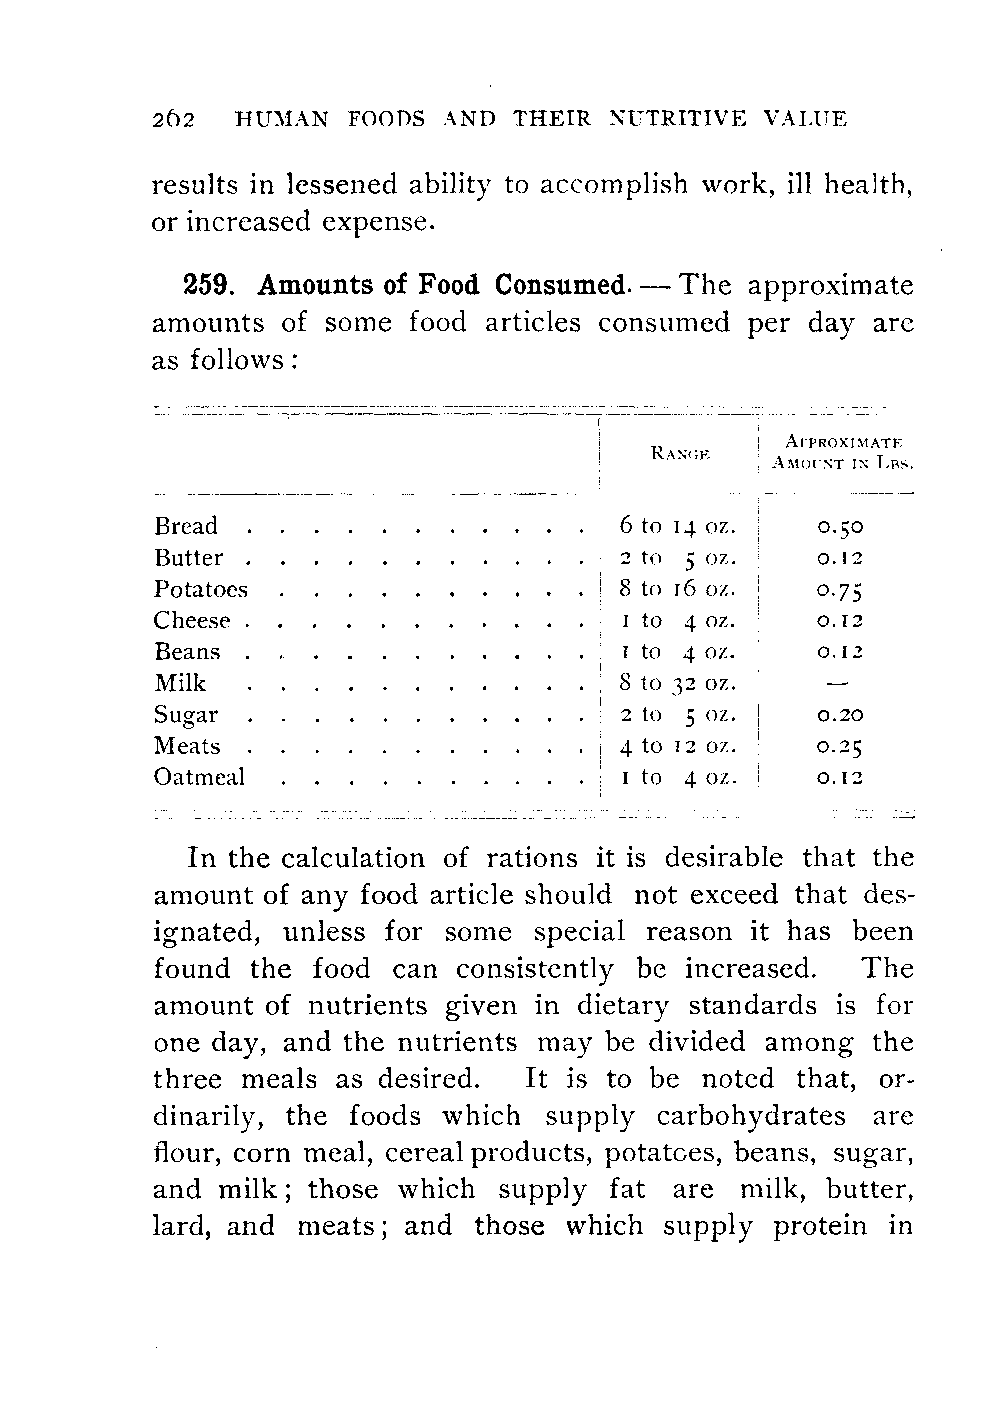 262 HUMAN FOODS AND THEIR NUTRITIVE VALUE
results in lessened ability to accomplish work, ill health,
or increased expense.
259. Amounts of Food Consumed. — The approximate
amounts of some food articles consumed per day are
as follows:
Range Approximate Amount in Lbs.
Bread . . . . . . . . . . . 6 to 14 oz. 0.50
Butter . . . . . . . . . . . 2 to 5 oz. 0.12
Potatoes . . . . . . . . . . 8 to 16 oz. 0.75
Cheese . . . . . . . . . . . 1 to 4 oz. 0.12
Beans . . . . . . . . . . . 1 to 4 oz. 0.12
Milk . . . . . . . . . . . 8 to 32 oz. —
Sugar . . . . . . . . . . . 2 to 5 oz. 0.20
Meats . . . . . . . . . . . 4 to 12 oz. 0.25
Oatmeal . . . . . . . . . . 1 to 4 oz. 0.12
In the calculation of rations it is desirable that the
amount of any food article should not exceed that des-
ignated, unless for some special reason it has been
found the food can consistently be increased. The
amount of nutrients given in dietary standards is for
one day, and the nutrients may be divided among the
three meals as desired. It is to be noted that, or-
dinarily, the foods which supply carbohydrates are
flour, corn meal, cereal products, potatoes, beans, sugar,
and milk; those which supply fat are milk, butter,
lard, and meats; and those which supply protein in